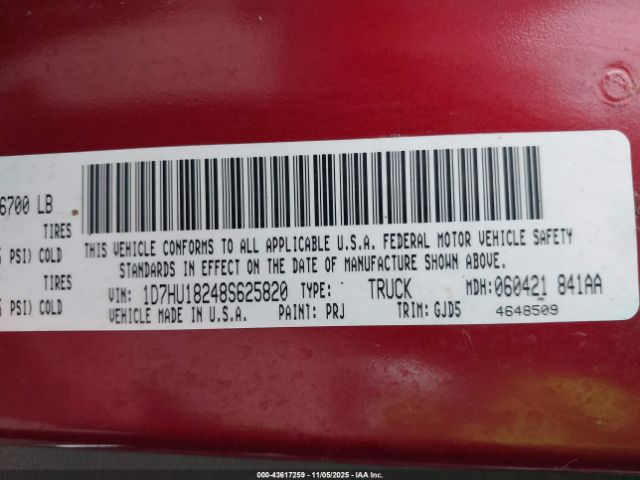 6700 LB
TIRES
PSI) COLD
TIRES
PSI) COLD
THIS VEHICLE CONFORMS TO ALL APPLICABLE U.S.A. FEDERAL MOTOR VEHICLE SAFETY
STANDARDS IN EFFECT ON THE DATE OF MANUFACTURE SHOWN ABOVE.
VIN: 1D7HU18248S625820 TYPE: TRUCK MDH:060421 841AA
VEHICLE MADE IN U.S.A. PAINT: PRJ TRIM:GJD5 4648509
000-43617259 - 11/05/2025 - IAA Inc.